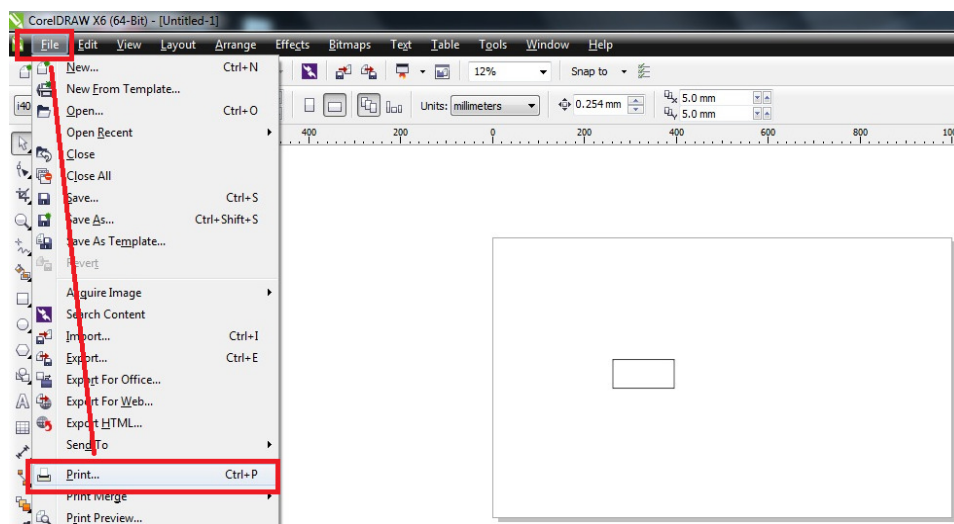 CorelDRAW X6 (64-Bit) - [Untitled-1]
File Edit View Layout Arrange Effects Bitmaps Text Table Tools Window Help
New... Ctrl+N
12% Snap to
New From Template...
Units: millimeters 0.254 mm 5.0 mm
5.0 mm
Open... Ctrl+O
Open Recent
400 200 0 200 400 600 800
Close
Close All
Save... Ctrl+S
Save As... Ctrl+Shift+S
Save As Template...
Revert
Acquire Image
Search Content
Import... Ctrl+I
Export... Ctrl+E
Export For Office...
Export For Web...
Export HTML...
Send To
Print... Ctrl+P
Print Merge
Print Preview...